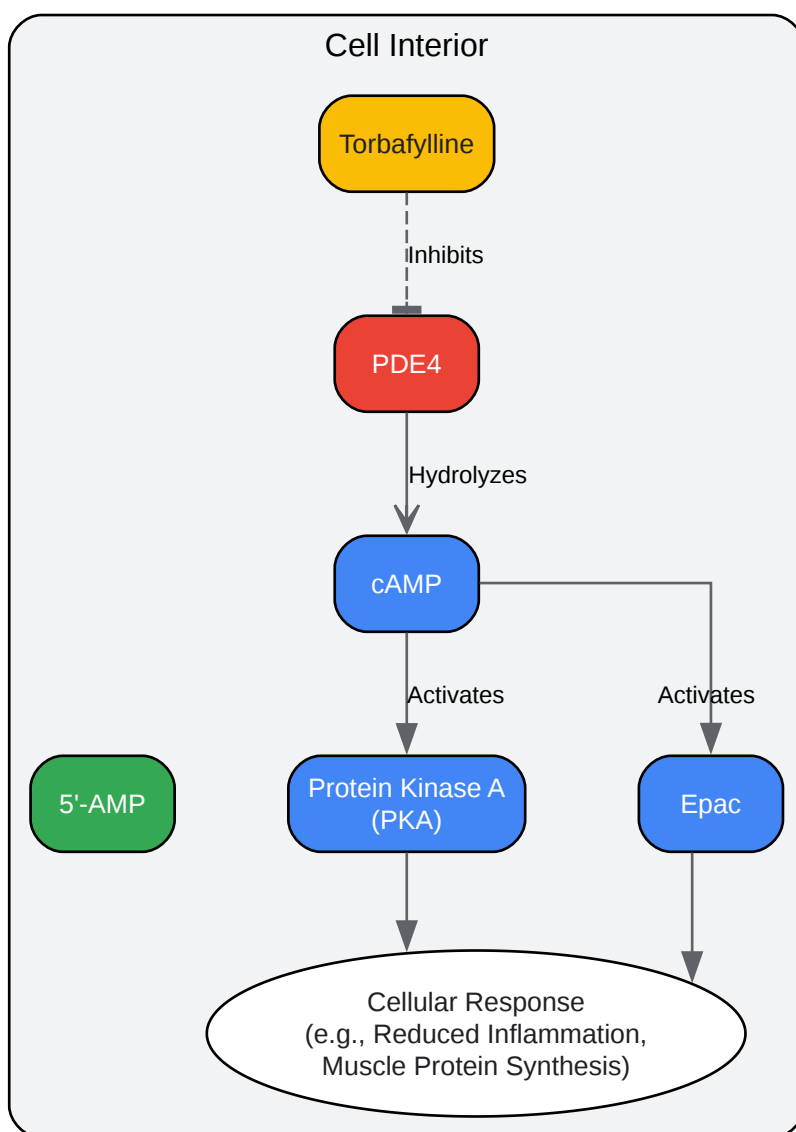 Cell Interior
Torbafylline
Inhibits
PDE4
Hydrolyzes
cAMP
Activates
Activates
5'-AMP
Protein Kinase A
(PKA)
Epac
Cellular Response
(e.g., Reduced Inflammation,
Muscle Protein Synthesis)